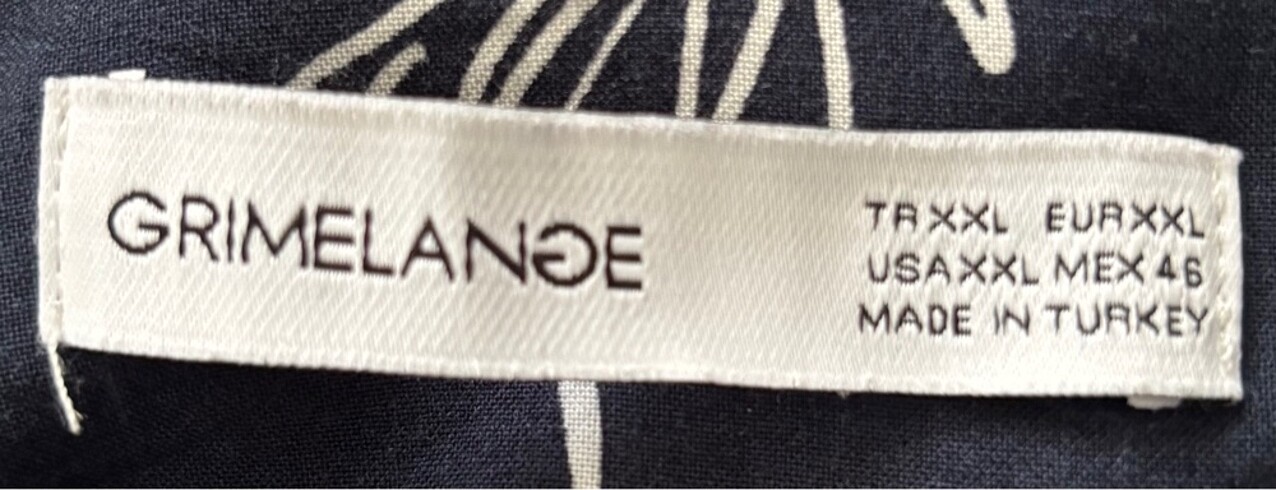 GRIMELANGE
TR XXL EUR XXL
USA XXL MEX 46
MADE IN TURKEY